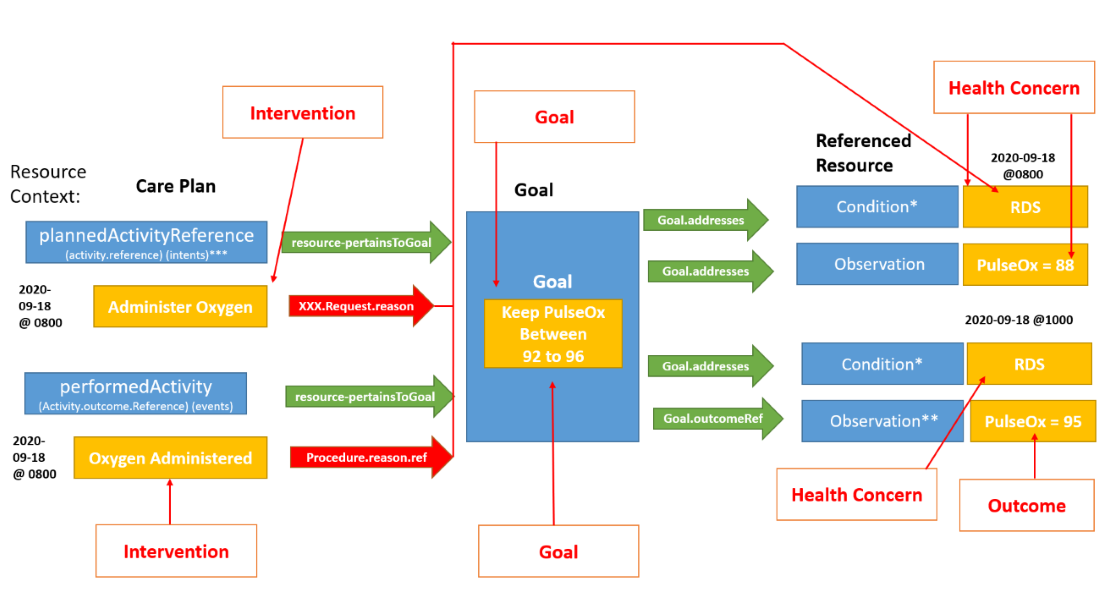 Health Concern
Intervention
Goal
Referenced
Resource
2020-09-18
@0800
Resource
Context:
Care Plan
Goal
Condition*
RDS
Goal.addresses
plannedActivityReference
(activity.reference) (intents)***
resource-pertainsToGoal
Observation
PulseOx = 88
Goal.addresses
Goal
2020-
09-18
@ 0800
Administer Oxygen
XXX.Request.reason
Keep PulseOx
Between
92 to 96
2020-09-18 @1000
Goal.addresses
Condition*
RDS
performedActivity
(Activity.outcome.Reference) (events)
resource-pertainsToGoal
Goal.outcomeRef
Observation**
PulseOx = 95
2020-
09-18
@ 0800
Oxygen Administered
Procedure.reason.ref
Health Concern
Outcome
Intervention
Goal